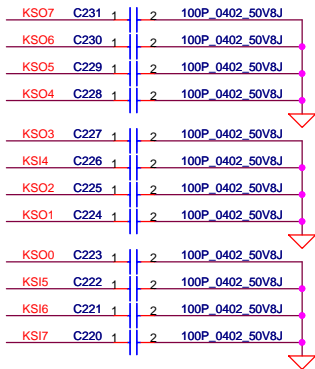 KSO7 C231 1 2 100P_0402_50V8J
KSO6 C230 1 2 100P_0402_50V8J
KSO5 C229 1 2 100P_0402_50V8J
KSO4 C228 1 2 100P_0402_50V8J
KSO3 C227 1 2 100P_0402_50V8J
KSI4 C226 1 2 100P_0402_50V8J
KSO2 C225 1 2 100P_0402_50V8J
KSO1 C224 1 2 100P_0402_50V8J
KSO0 C223 1 2 100P_0402_50V8J
KSI5 C222 1 2 100P_0402_50V8J
KSI6 C221 1 2 100P_0402_50V8J
KSI7 C220 1 2 100P_0402_50V8J